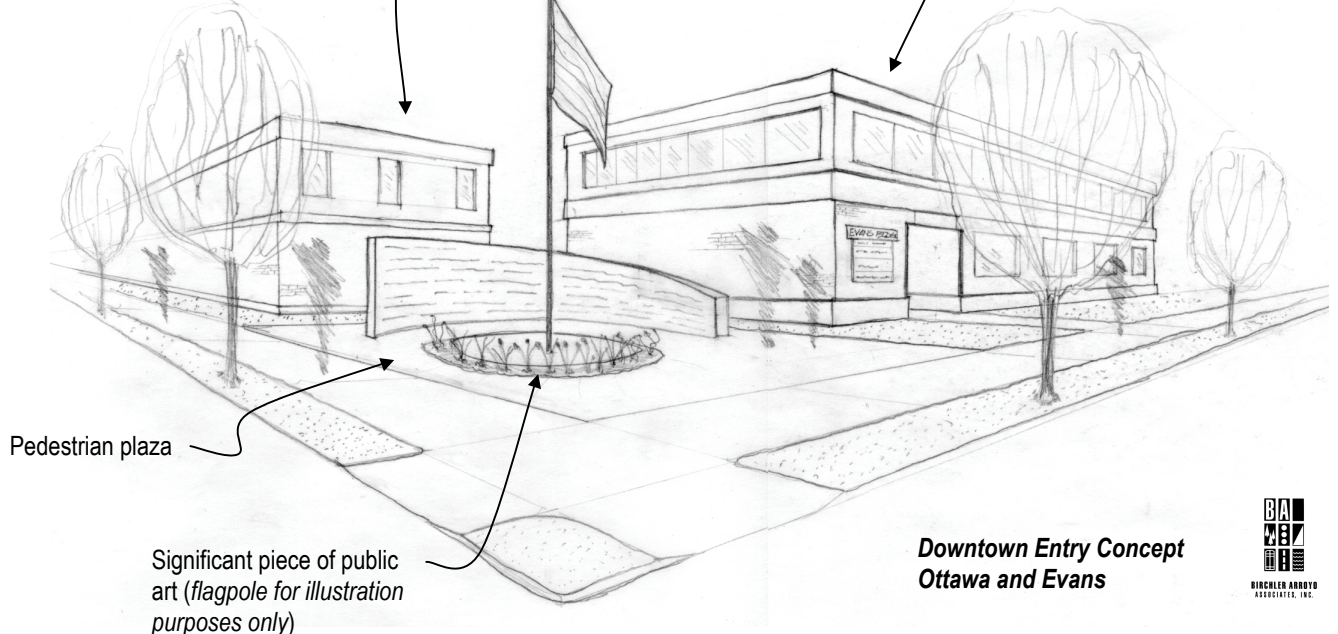 EVANS PLAZA
Pedestrian plaza
Significant piece of public
art (flagpole for illustration
purposes only)
Downtown Entry Concept
Ottawa and Evans
BA
BIRCHLER ARROYO
ASSOCIATES, INC.